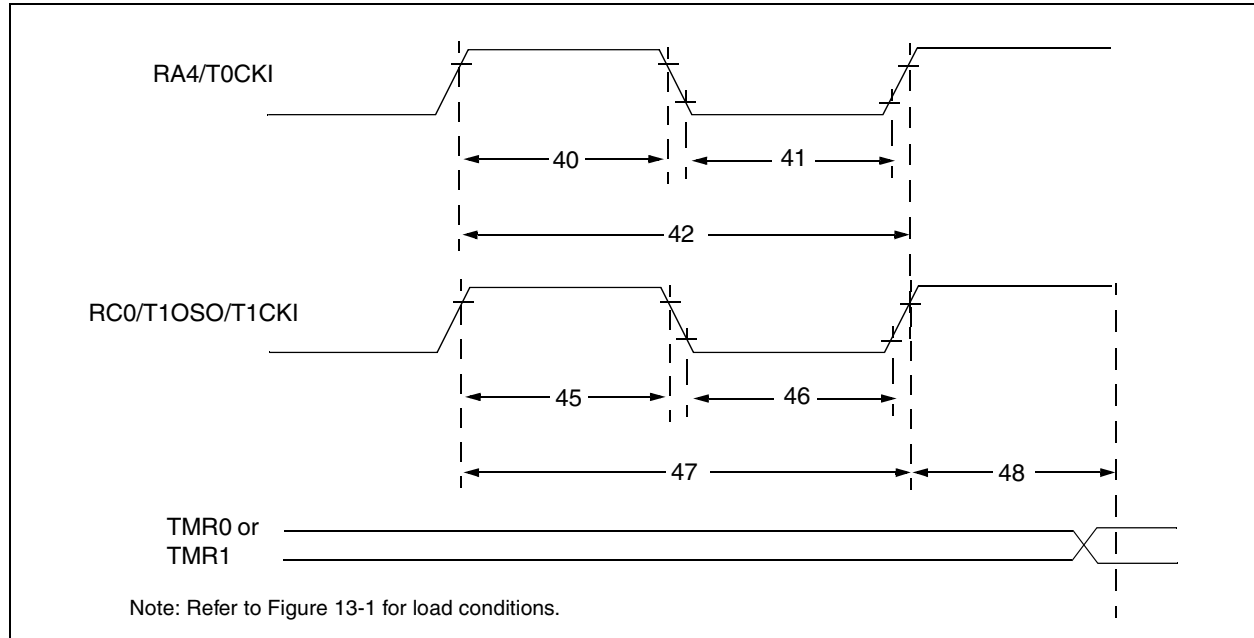 RA4/T0CKI
40
41
42
RC0/T1OSO/T1CKI
45
46
47
48
TMR0 or
TMR1
Note: Refer to Figure 13-1 for load conditions.